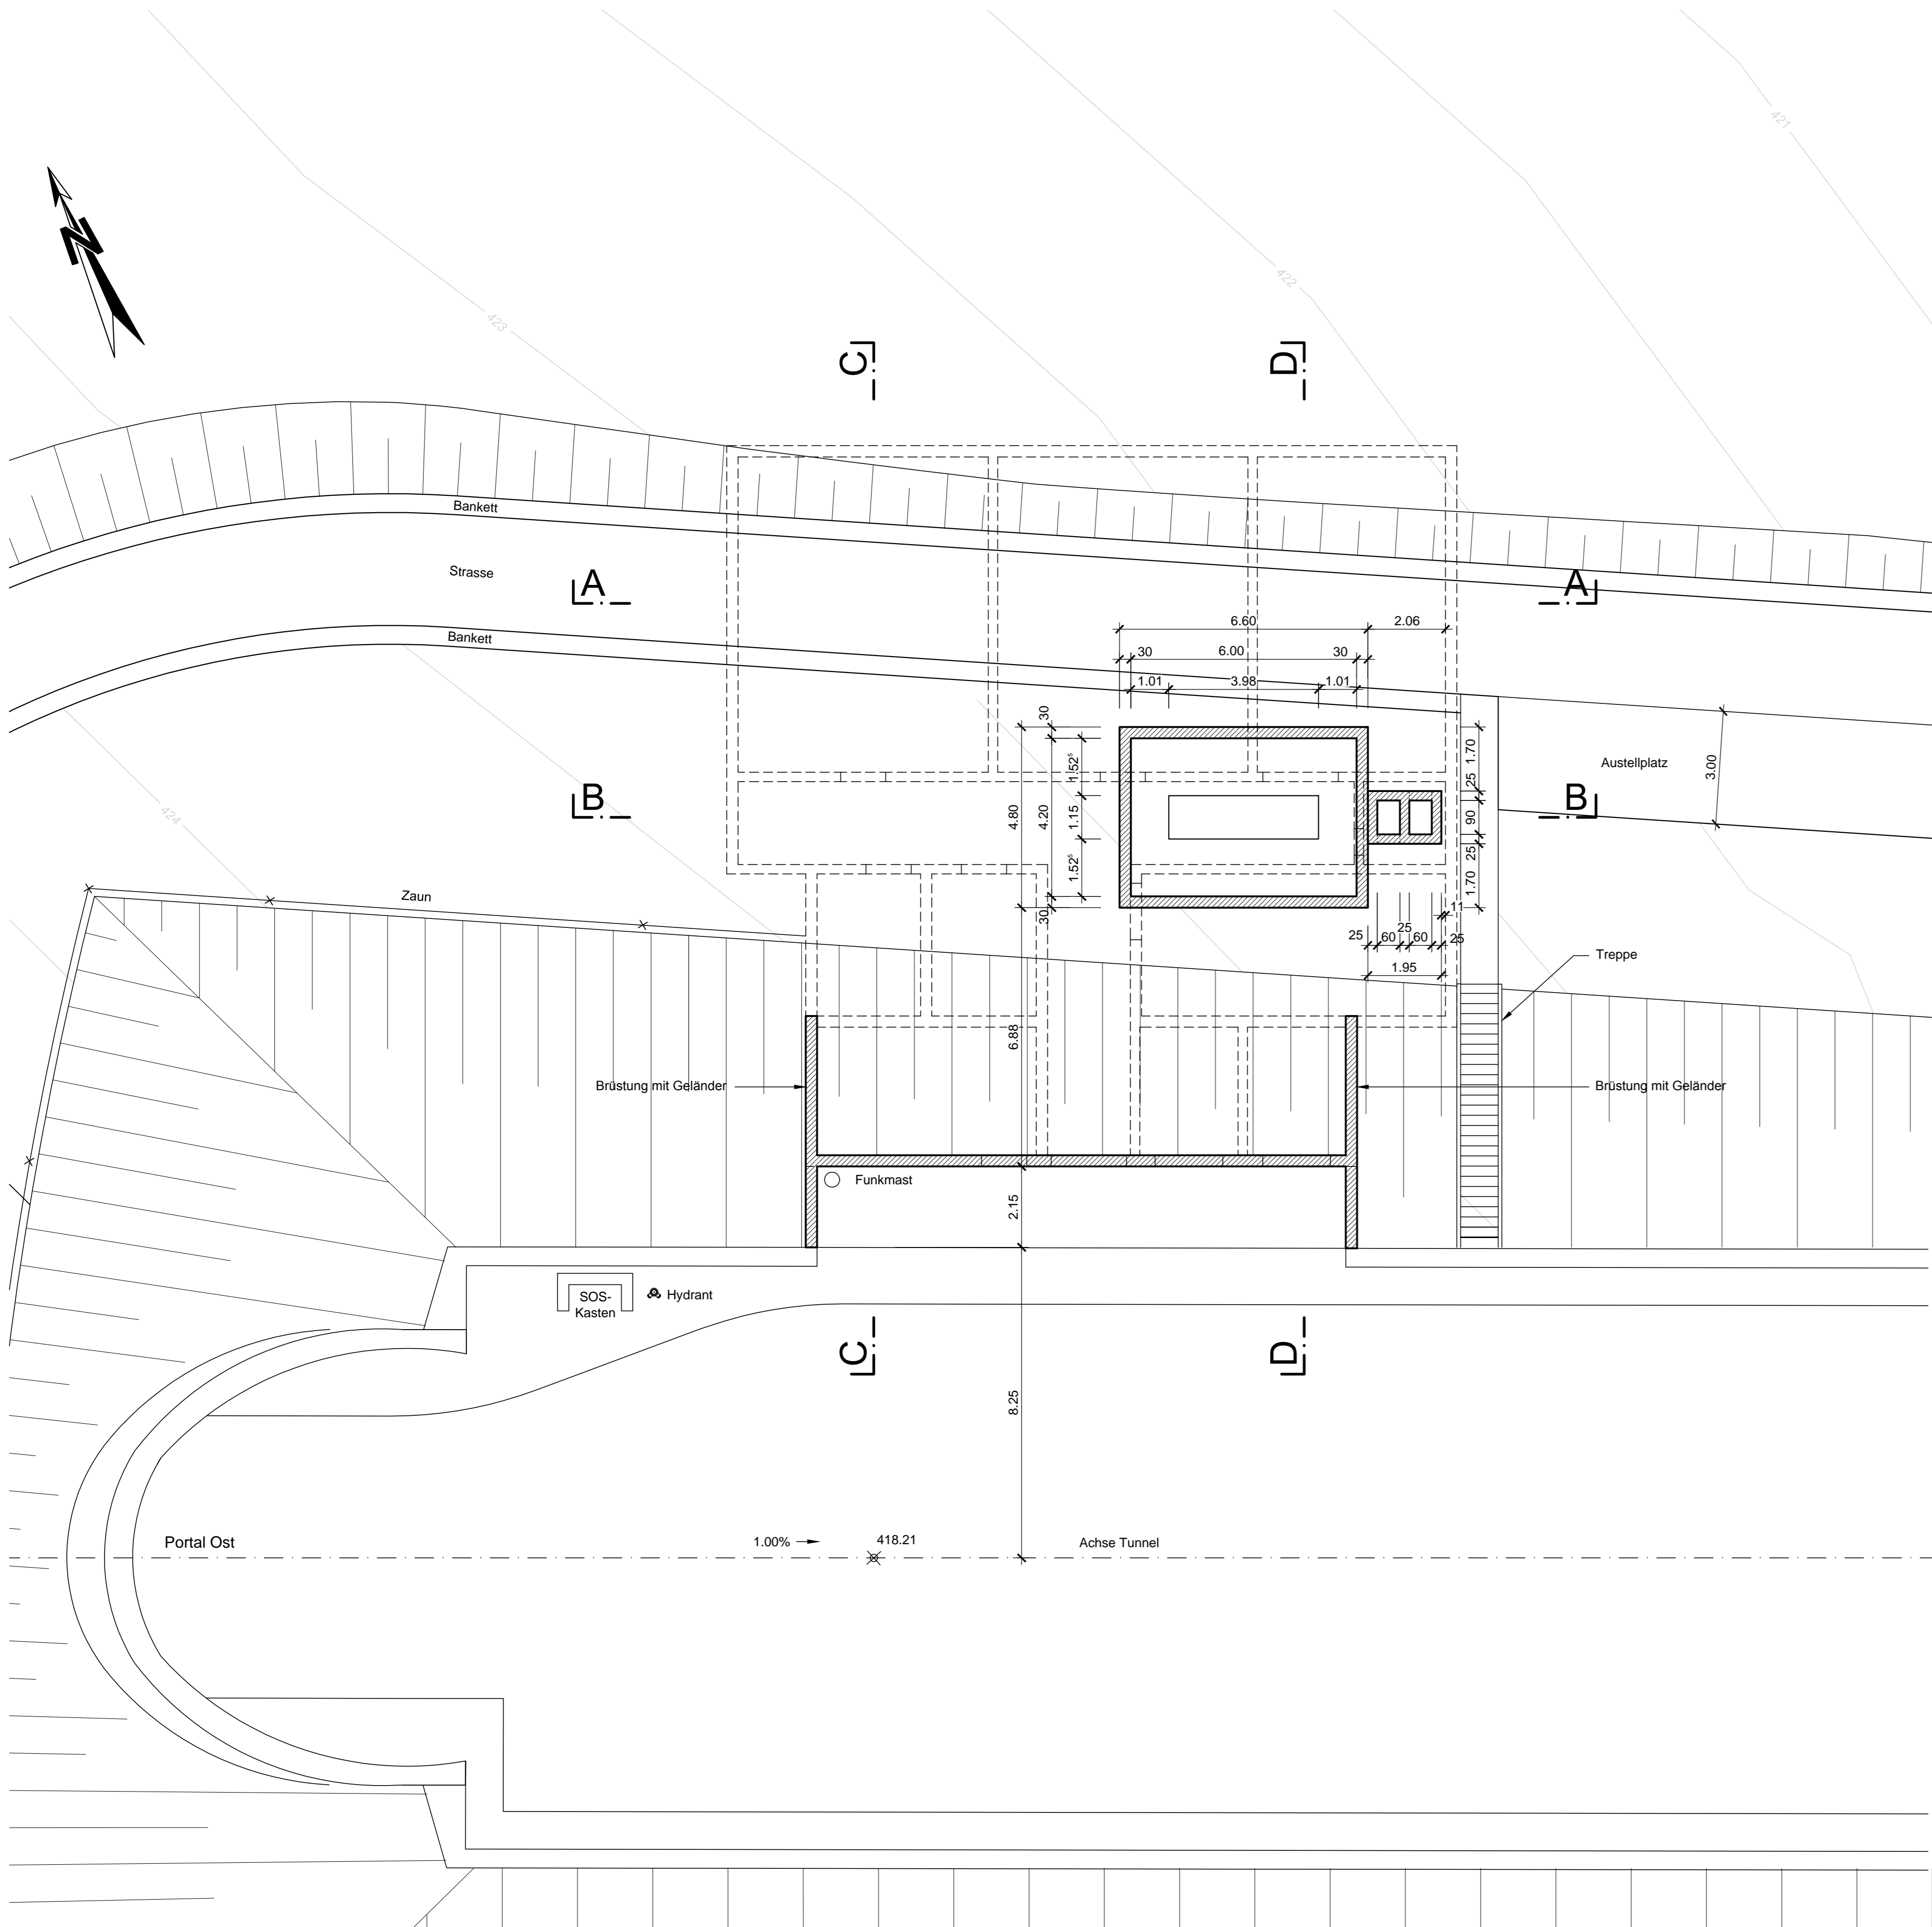 421
422
423
N
C
D
Bankett
Strasse
A
A
Bankett
6.60
2.06
30
6.00
30
1.01
3.98
1.01
30
1.52⁵
4.80
4.20
1.15
1.52⁵
30
1.70
25
90
25
1.70
Austellplatz
3.00
B
B
424
Zaun
11
25
60
25
60
25
1.95
Treppe
6.88
Brüstung mit Geländer
Brüstung mit Geländer
Funkmast
2.15
SOS-
Kasten
Hydrant
C
D
8.25
Portal Ost
1.00%
418.21
Achse Tunnel